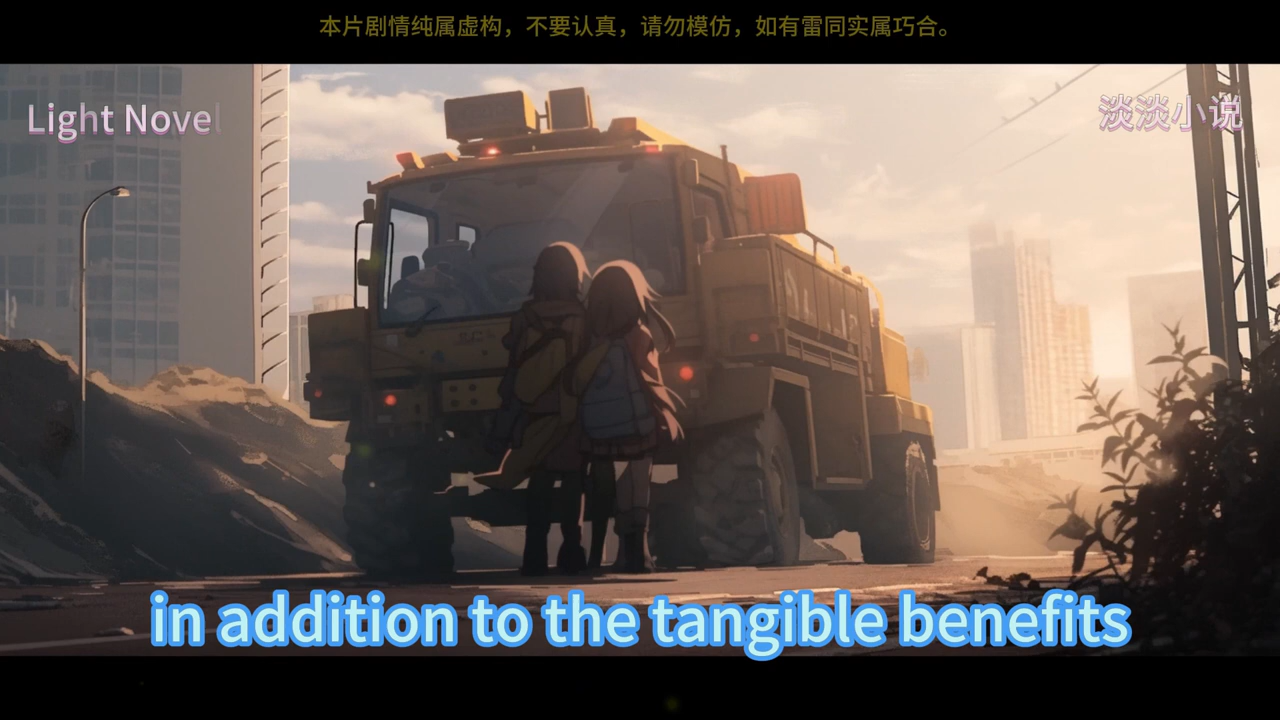 本片剧情纯属虚构，不要认真，请勿模仿，如有雷同实属巧合。
Light Novel
淡淡小说
in addition to the tangible benefits